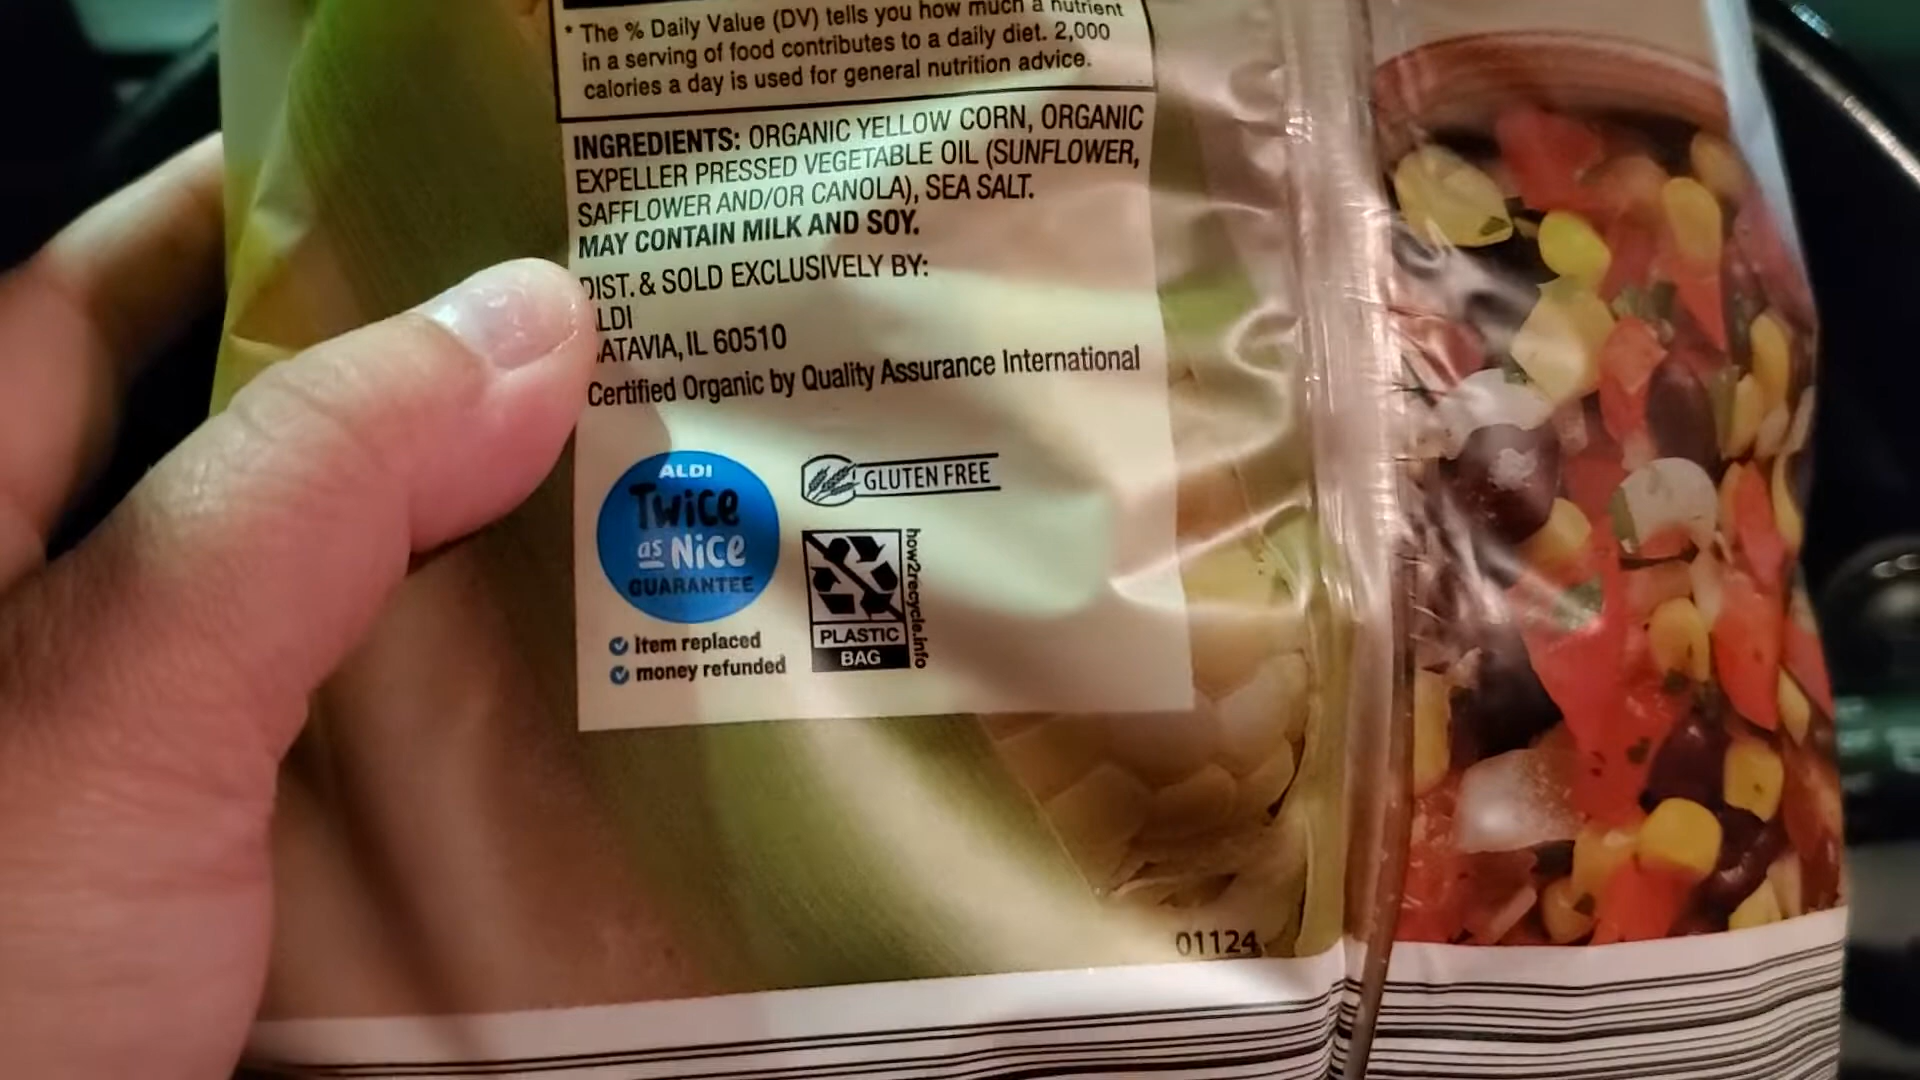 * The % Daily Value (DV) tells you how much a nutrient
in a serving of food contributes to a daily diet. 2,000
calories a day is used for general nutrition advice.
INGREDIENTS: ORGANIC YELLOW CORN, ORGANIC
EXPELLER PRESSED VEGETABLE OIL (SUNFLOWER,
SAFFLOWER AND/OR CANOLA), SEA SALT.
MAY CONTAIN MILK AND SOY.
DIST. & SOLD EXCLUSIVELY BY:
LDI
ATAVIA, IL 60510
Certified Organic by Quality Assurance International
ALDI
Twice
as Nice
GUARANTEE
item replaced
money refunded
GLUTEN FREE
PLASTIC
BAG
how2recycle.info
01124